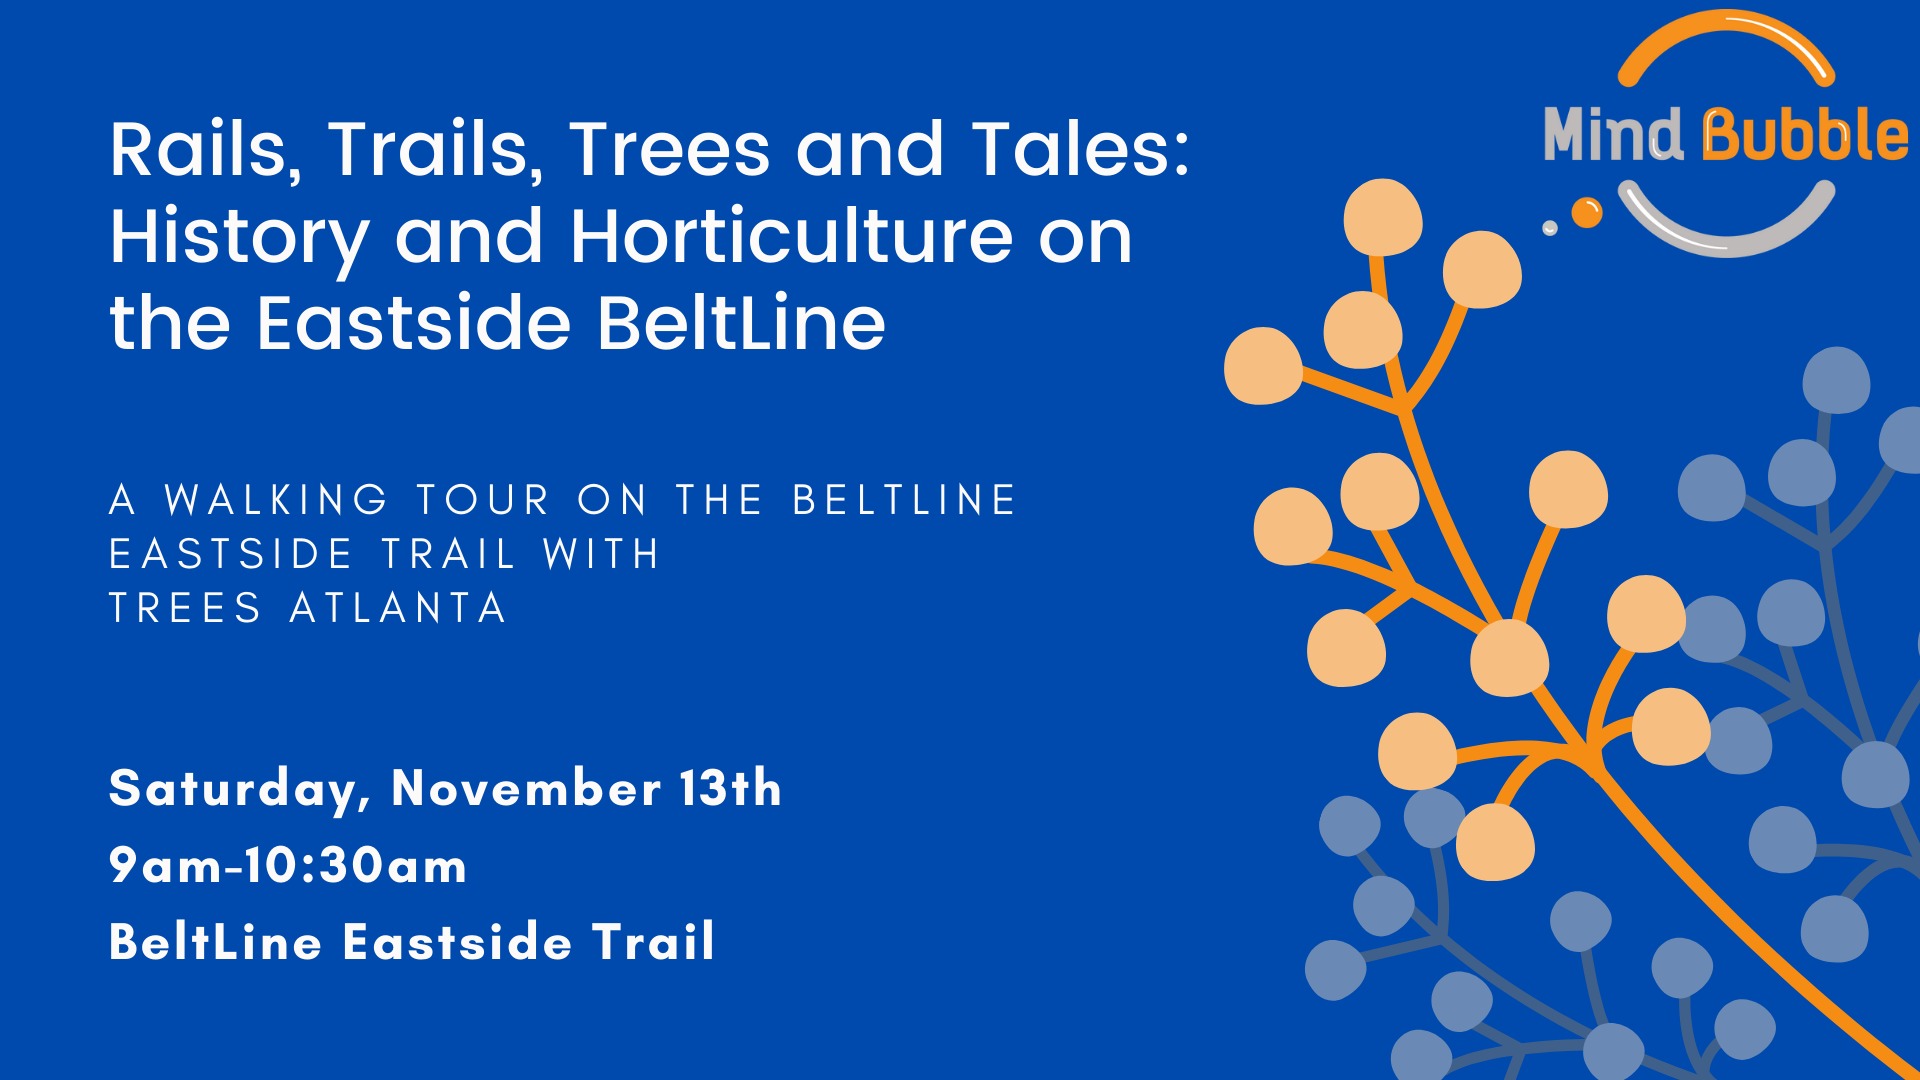 Mind Bubble
Rails, Trails, Trees and Tales:
History and Horticulture on
the Eastside BeltLine
A WALKING TOUR ON THE BELTLINE
EASTSIDE TRAIL WITH
TREES ATLANTA
Saturday, November 13th
9am-10:30am
BeltLine Eastside Trail